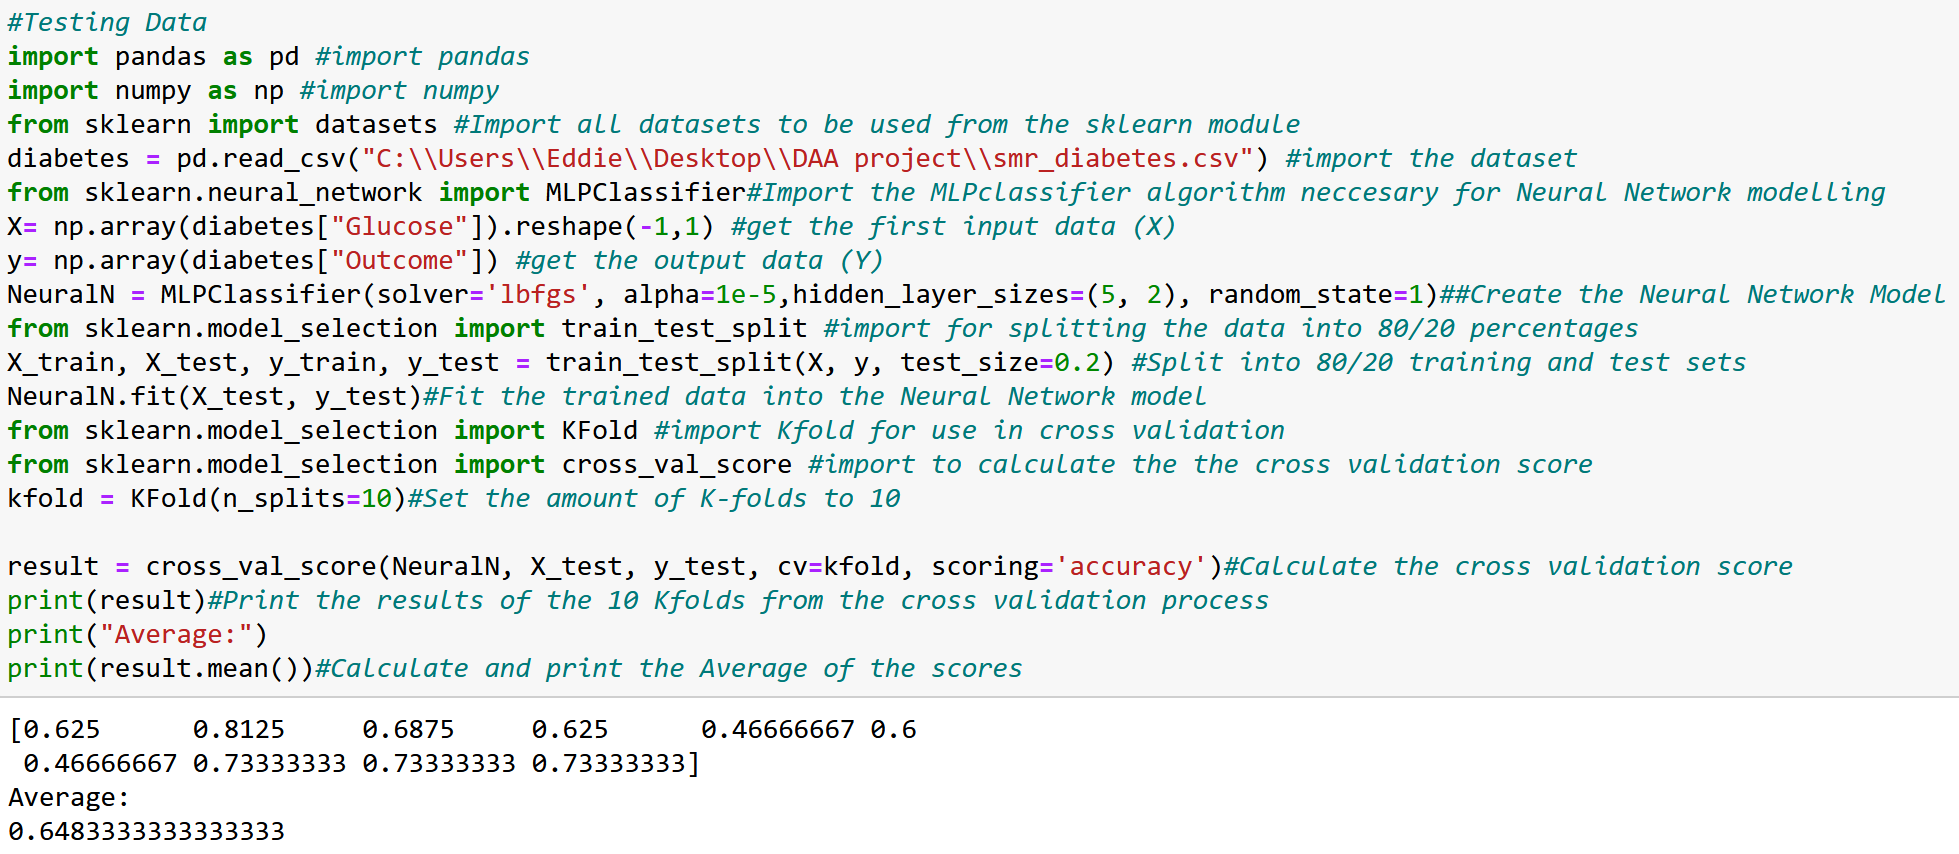 #Testing Data
import pandas as pd #import pandas
import numpy as np #import numpy
from sklearn import datasets #Import all datasets to be used from the sklearn module
diabetes = pd.read_csv("C:\\Users\\Eddie\\Desktop\\DAA project\\smr_diabetes.csv") #import the dataset
from sklearn.neural_network import MLPClassifier#Import the MLPclassifier algorithm neccesary for Neural Network modelling
X= np.array(diabetes["Glucose"]).reshape(-1,1) #get the first input data (X)
y= np.array(diabetes["Outcome"]) #get the output data (Y)
NeuralN = MLPClassifier(solver='lbfgs', alpha=1e-5,hidden_layer_sizes=(5, 2), random_state=1)##Create the Neural Network Model
from sklearn.model_selection import train_test_split #import for splitting the data into 80/20 percentages
X_train, X_test, y_train, y_test = train_test_split(X, y, test_size=0.2) #Split into 80/20 training and test sets
NeuralN.fit(X_test, y_test)#Fit the trained data into the Neural Network model
from sklearn.model_selection import KFold #import Kfold for use in cross validation
from sklearn.model_selection import cross_val_score #import to calculate the the cross validation score
kfold = KFold(n_splits=10)#Set the amount of K-folds to 10
result = cross_val_score(NeuralN, X_test, y_test, cv=kfold, scoring='accuracy')#Calculate the cross validation score
print(result)#Print the results of the 10 Kfolds from the cross validation process
print("Average:")
print(result.mean())#Calculate and print the Average of the scores
[0.625      0.8125     0.6875     0.625      0.46666667 0.6
 0.46666667 0.73333333 0.73333333 0.73333333]
Average:
0.6483333333333333